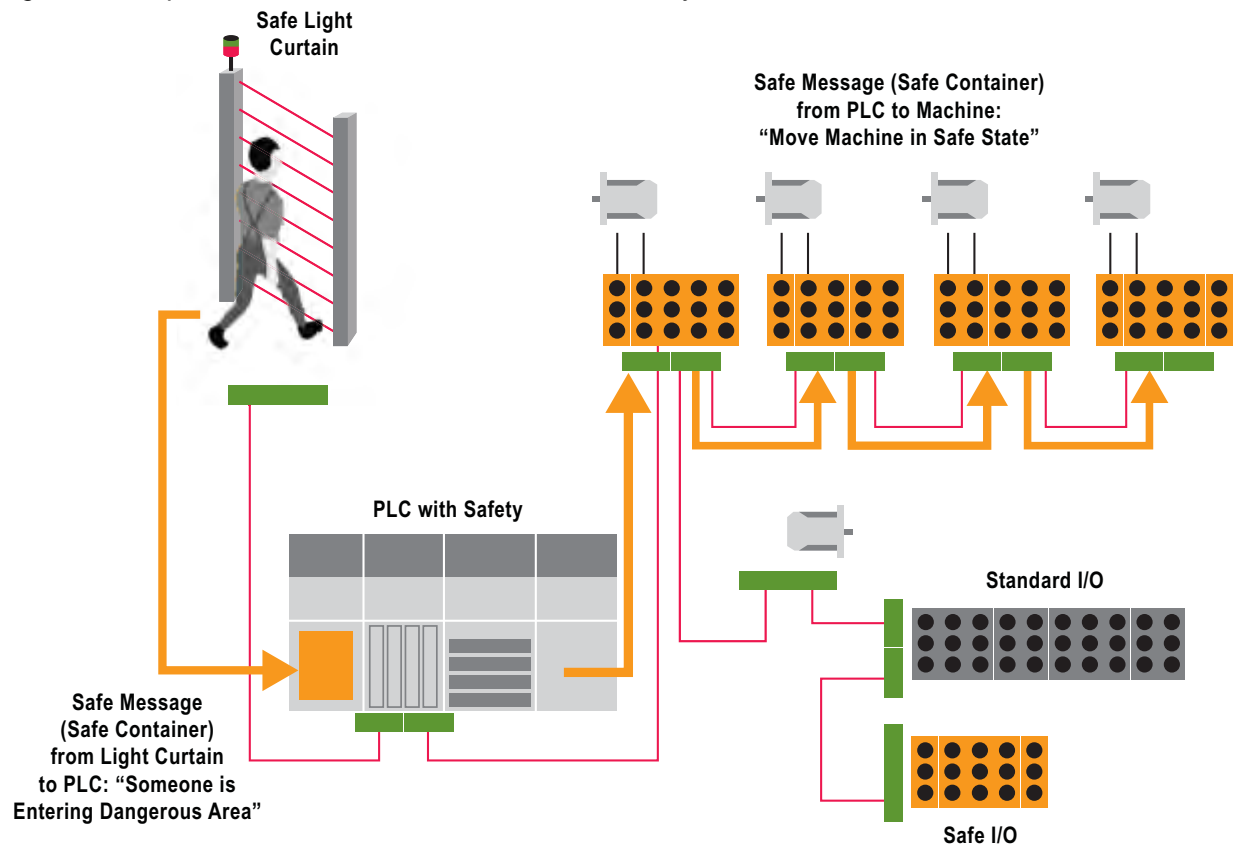 Safe Light
Curtain
Safe Message (Safe Container)
from PLC to Machine:
“Move Machine in Safe State”
PLC with Safety
Standard I/O
Safe Message
(Safe Container)
from Light Curtain
to PLC: “Someone is
Entering Dangerous Area”
Safe I/O